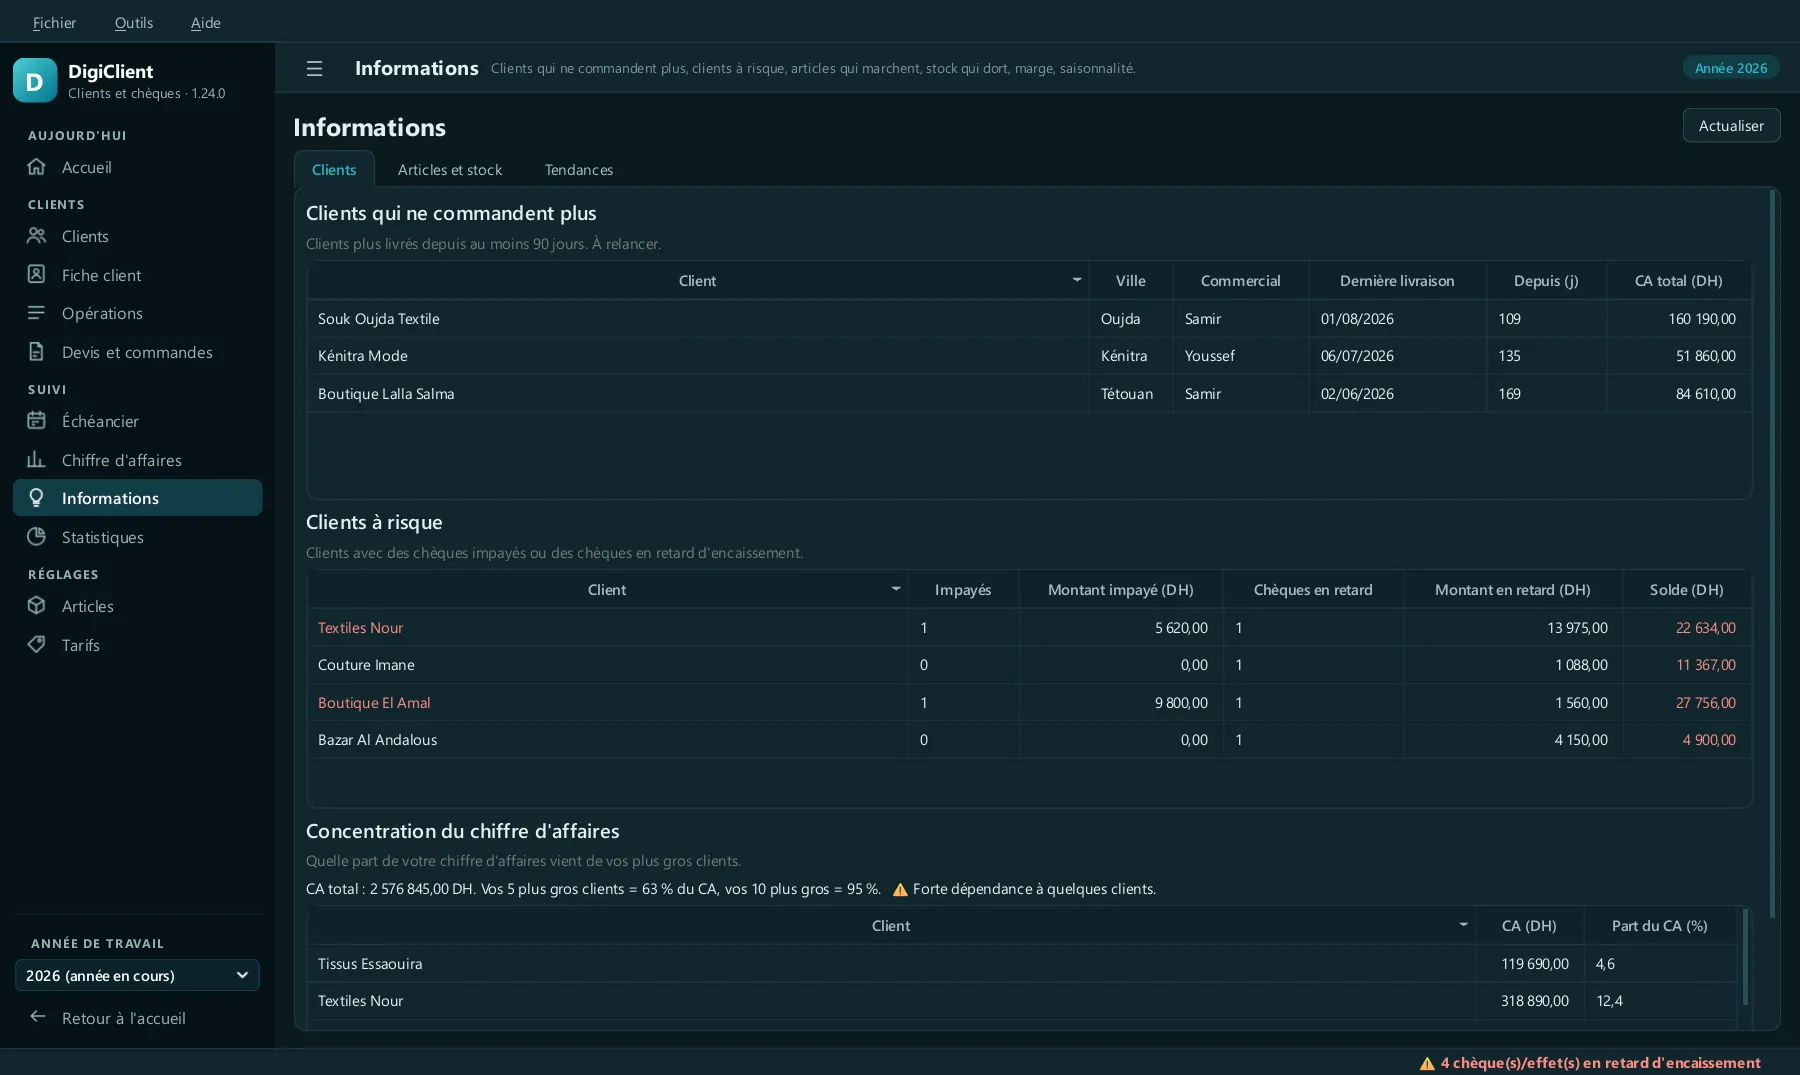 Fichier Outils Aide
D DigiClient
Clients et chèques · 1.24.0
AUJOURD'HUI
Accueil
CLIENTS
Clients
Fiche client
Opérations
Devis et commandes
SUIVI
Échéancier
Chiffre d'affaires
Informations
Statistiques
RÉGLAGES
Articles
Tarifs
ANNÉE DE TRAVAIL
2026 (année en cours)
Retour à l'accueil
Informations Clients qui ne commandent plus, clients à risque, articles qui marchent, stock qui dort, marge, saisonnalité. Année 2026
Informations Actualiser
Clients Articles et stock Tendances
Clients qui ne commandent plus
Clients plus livrés depuis au moins 90 jours. À relancer.
Client Ville Commercial Dernière livraison Depuis (j) CA total (DH)
Souk Oujda Textile Oujda Samir 01/08/2026 109 160 190,00
Kénitra Mode Kénitra Youssef 06/07/2026 135 51 860,00
Boutique Lalla Salma Tétouan Samir 02/06/2026 169 84 610,00
Clients à risque
Clients avec des chèques impayés ou des chèques en retard d'encaissement.
Client Impayés Montant impayé (DH) Chèques en retard Montant en retard (DH) Solde (DH)
Textiles Nour 1 5 620,00 1 13 975,00 22 634,00
Couture Imane 0 0,00 1 1 088,00 11 367,00
Boutique El Amal 1 9 800,00 1 1 560,00 27 756,00
Bazar Al Andalous 0 0,00 1 4 150,00 4 900,00
Concentration du chiffre d'affaires
Quelle part de votre chiffre d'affaires vient de vos plus gros clients.
CA total : 2 576 845,00 DH. Vos 5 plus gros clients = 63 % du CA, vos 10 plus gros = 95 %. ⚠ Forte dépendance à quelques clients.
Client CA (DH) Part du CA (%)
Tissus Essaouira 119 690,00 4,6
Textiles Nour 318 890,00 12,4
⚠ 4 chèque(s)/effet(s) en retard d'encaissement